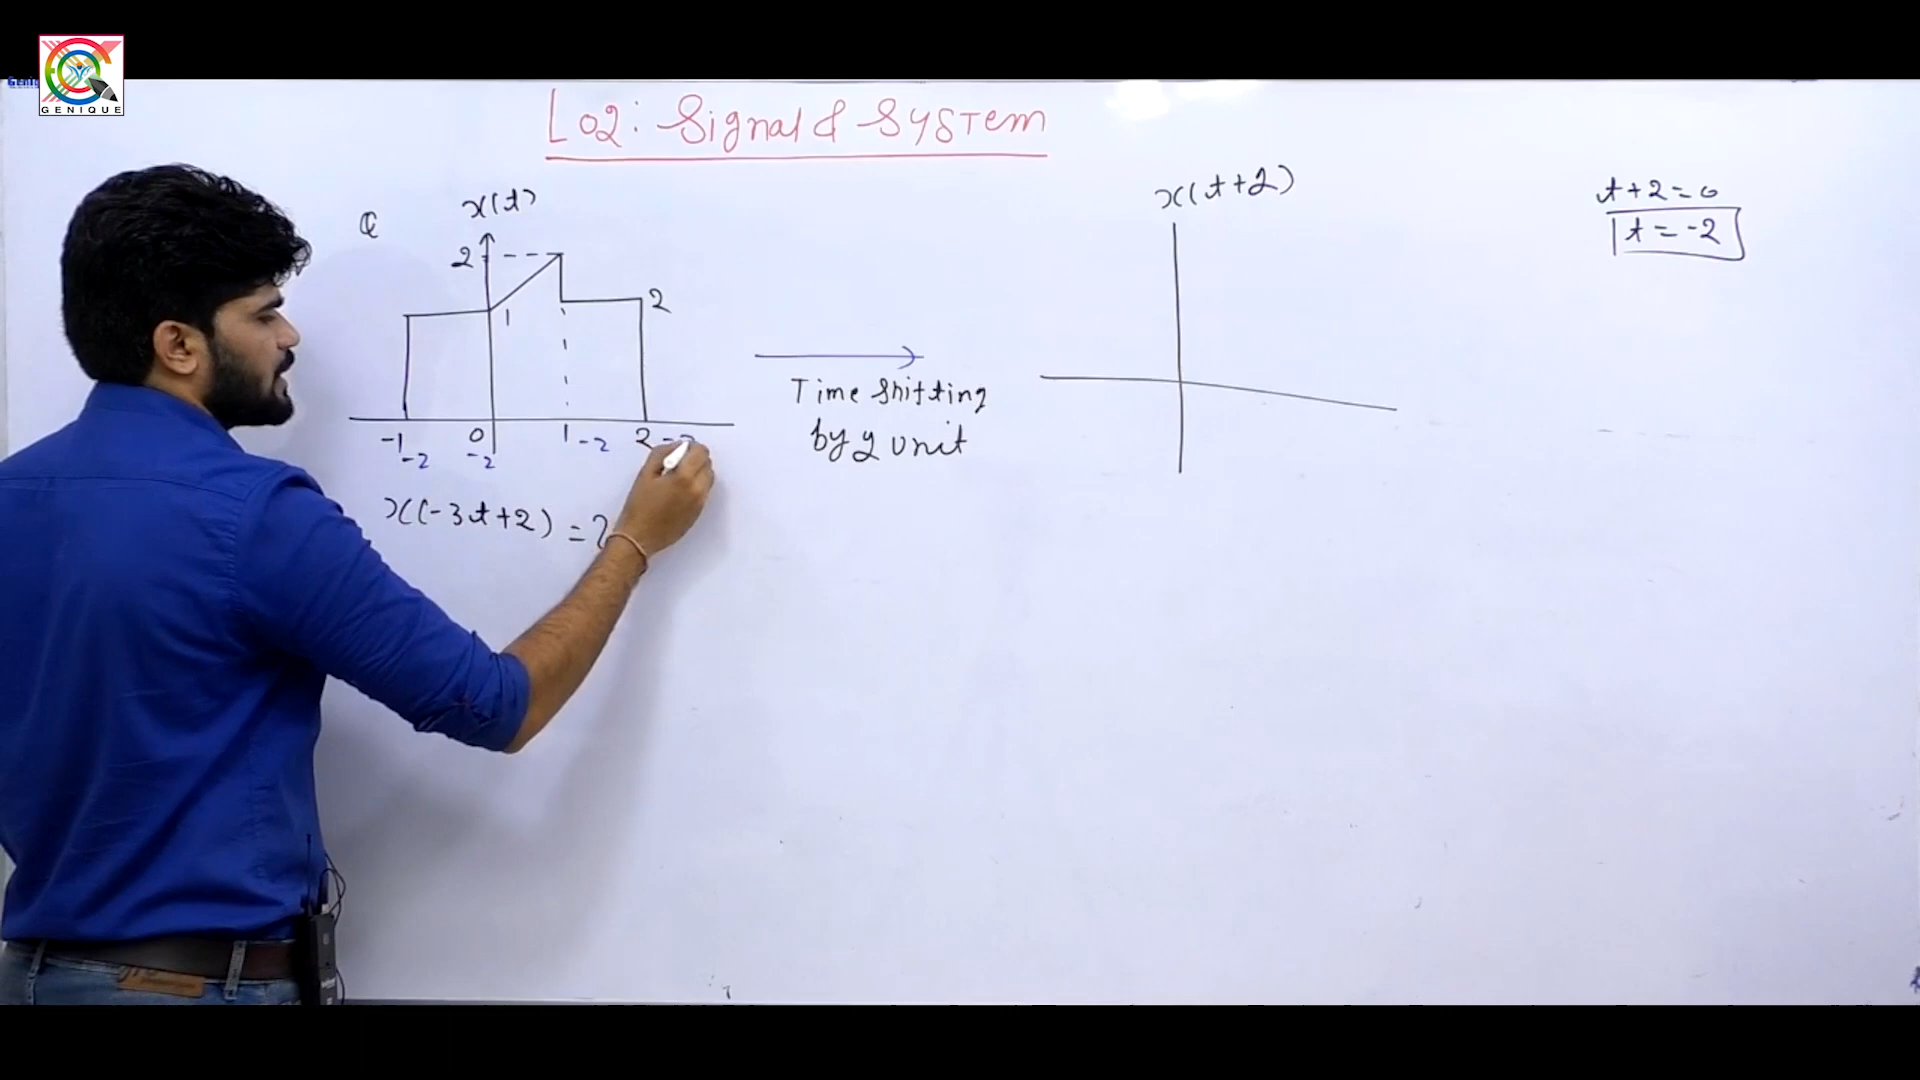 GENIQUE
L02: Signal & System
Q
x(t)
2
1
2
-1 0 1 2
-2 -2 -2 -2
x(-3t+2) = ?
Time Shifting
by 2 unit
x(t+2)
t+2=0
t = -2